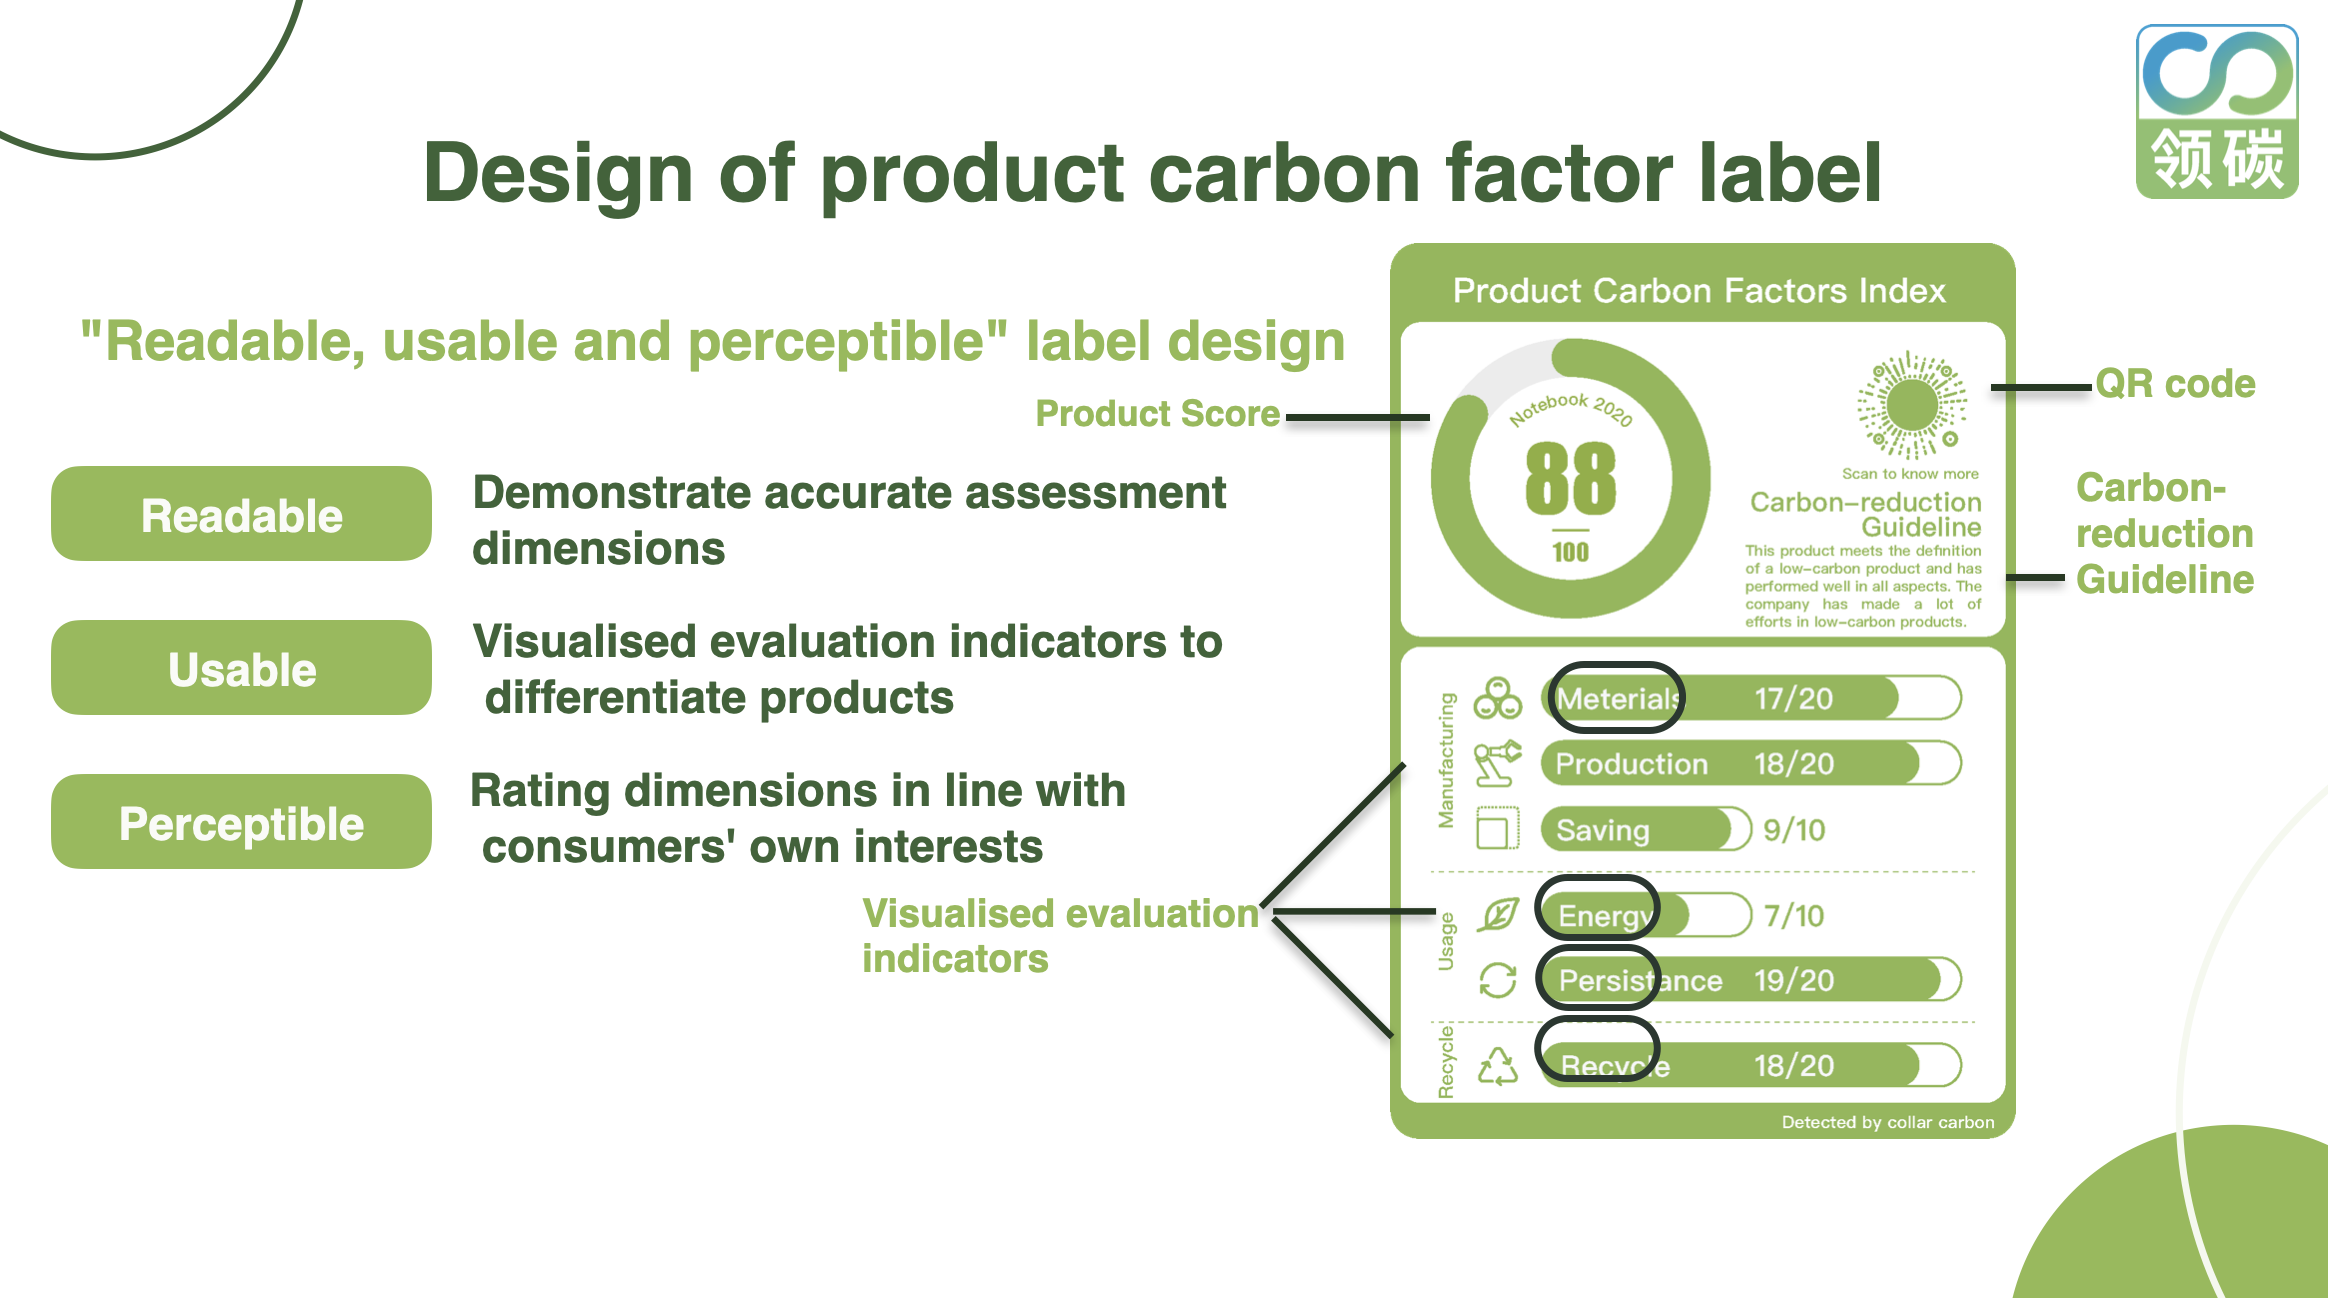 领碳
Design of product carbon factor label
"Readable, usable and perceptible" label design
Readable
Demonstrate accurate assessment
dimensions
Usable
Visualised evaluation indicators to
differentiate products
Perceptible
Rating dimensions in line with
consumers' own interests
Product Score
Visualised evaluation
indicators
Product Carbon Factors Index
Notebook 2020
88
100
Scan to know more
Carbon-reduction
Guideline
This product meets the definition
of a low-carbon product and has
performed well in all aspects. The
company has made a lot of
efforts in low-carbon products.
QR code
Carbon-
reduction
Guideline
Manufacturing
Meterials 17/20
Production 18/20
Saving 9/10
Usage
Energy 7/10
Persistance 19/20
Recycle
Recycle 18/20
Detected by collar carbon